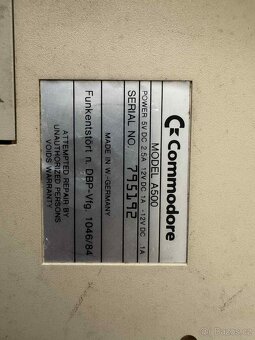 Commodore
MODEL A500
POWER 5V DC 2.5A 12V DC 1A -12V DC .1A
SERIAL NO. 795192
MADE IN W-GERMANY
Funkentstört n. DBP-Vfg. 1046/84
ATTEMPTED REPAIR BY
UNAUTHORIZED PERSONS
VOIDS WARRANTY